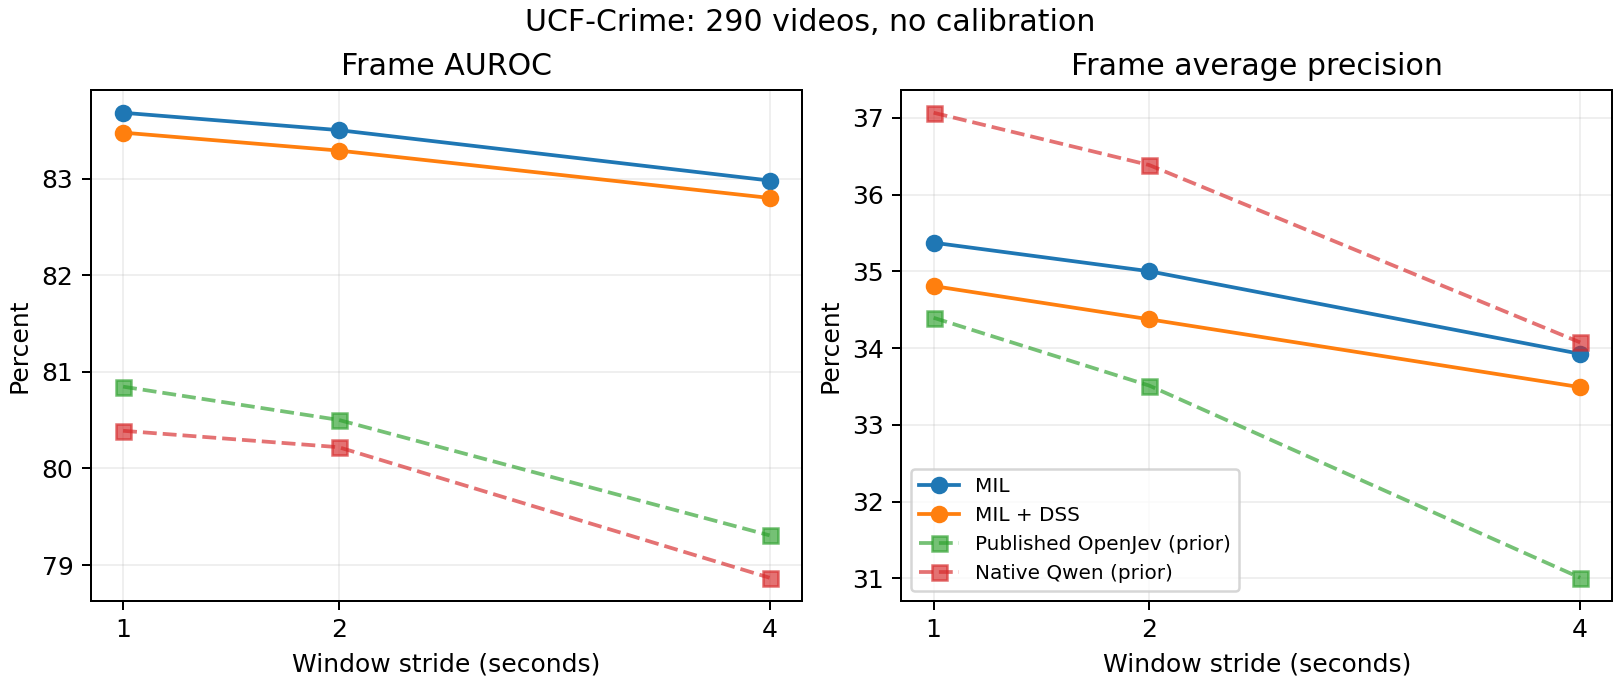 UCF-Crime: 290 videos, no calibration
Frame AUROC
Percent
83
82
81
80
79
1
2
4
Window stride (seconds)
Frame average precision
Percent
37
36
35
34
33
32
31
MIL
MIL + DSS
Published OpenJev (prior)
Native Qwen (prior)
1
2
4
Window stride (seconds)